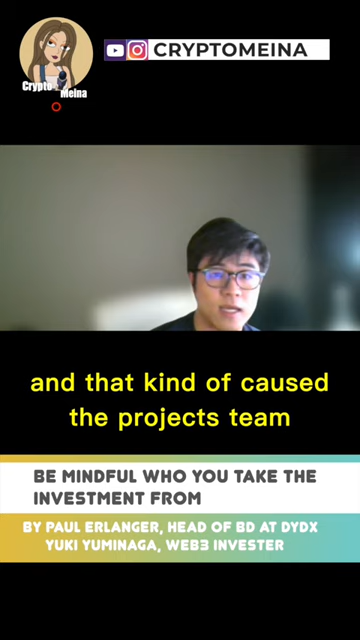 CRYPTOMEINA
Crypto
Meina
and that kind of caused
the projects team
BE MINDFUL WHO YOU TAKE THE
INVESTMENT FROM
BY PAUL ERLANGER, HEAD OF BD AT DYDX
YUKI YUMINAGA, WEB3 INVESTER